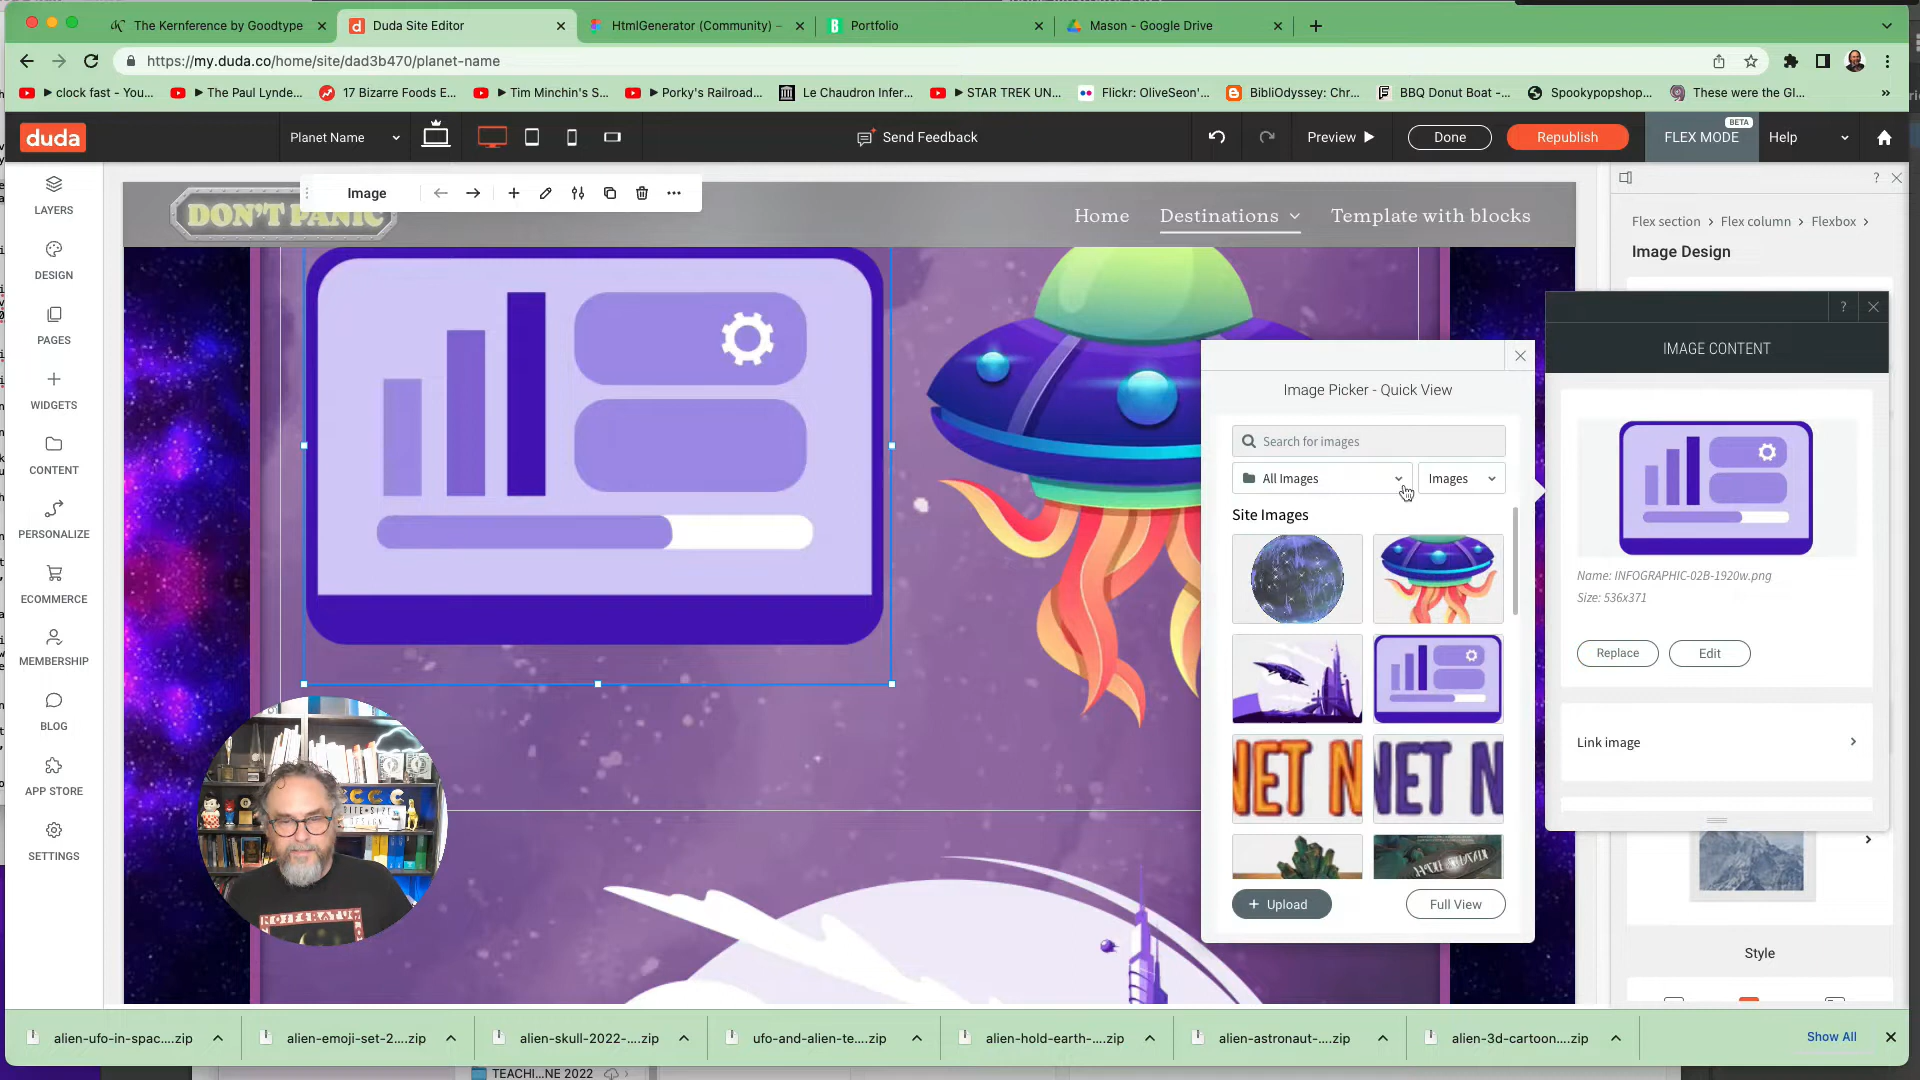 The Kernference by Goodtype
Duda Site Editor
HtmlGenerator (Community) –
Portfolio
Mason - Google Drive
https://my.duda.co/home/site/dad3b470/planet-name
clock fast - You...
The Paul Lynde...
17 Bizarre Foods E...
Tim Minchin's S...
Porky's Railroad...
Le Chaudron Infer...
STAR TREK UN...
Flickr: OliveSeon'...
BibliOdyssey: Chr...
BBQ Donut Boat -...
Spookypopshop...
These were the Gl...
duda
Planet Name
Send Feedback
Preview
Done
Republish
FLEX MODE
BETA
Help
LAYERS
DESIGN
PAGES
WIDGETS
CONTENT
PERSONALIZE
ECOMMERCE
MEMBERSHIP
BLOG
APP STORE
SETTINGS
Image
DON'T PANIC
Home
Destinations
Template with blocks
Flex section > Flex column > Flexbox >
Image Design
IMAGE CONTENT
Name: INFOGRAPHIC-02B-1920w.png
Size: 536x371
Replace
Edit
Link image
Image Picker - Quick View
Search for images
All Images
Images
Site Images
NET N
NET N
+ Upload
Full View
Style
NOSFERATU
alien-ufo-in-spac....zip
alien-emoji-set-2....zip
alien-skull-2022-....zip
ufo-and-alien-te....zip
alien-hold-earth-....zip
alien-astronaut-....zip
alien-3d-cartoon....zip
Show All
TEACHI...NE 2022